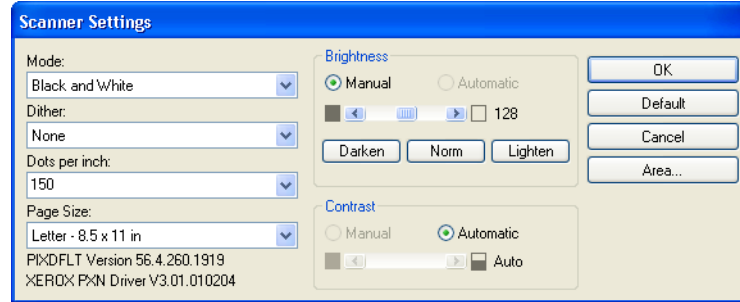 Scanner Settings
Mode:
Black and White
Dither:
None
Dots per inch:
150
Page Size:
Letter - 8.5 x 11 in
PIXDFLT Version 56.4.260.1919
XEROX PXN Driver V3.01.010204
Brightness
Manual Automatic
128
Darken Norm Lighten
Contrast
Manual Automatic
Auto
OK
Default
Cancel
Area...